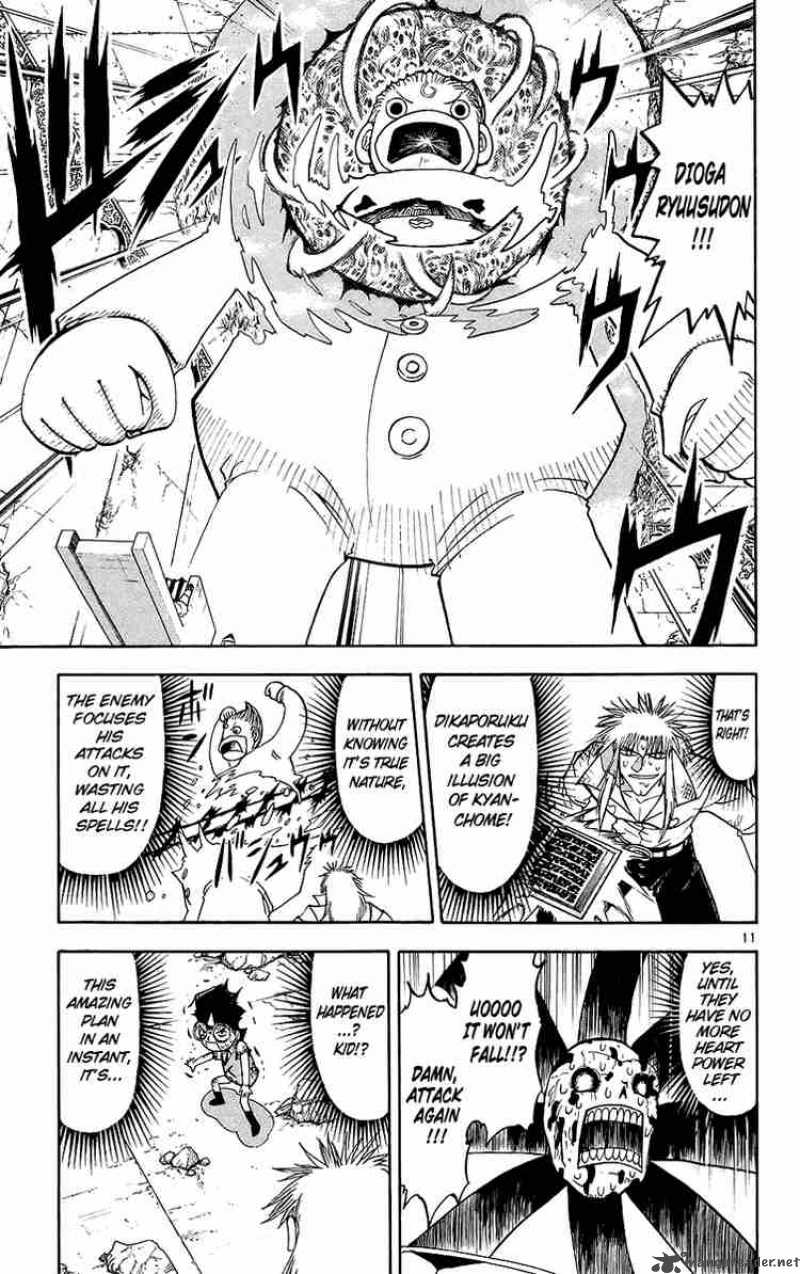 DIOGA
RYUUSUDON
!!!
THAT'S
RIGHT!
DIKAPORUKU
CREATES
A BIG
ILLUSION
OF KYAN-
CHOME!
WITHOUT
KNOWING
IT'S TRUE
NATURE,
THE ENEMY
FOCUSES
HIS
ATTACKS
ON IT,
WASTING
ALL HIS
SPELLS!!
11
YES,
UNTIL
THEY
HAVE NO
MORE
HEART
POWER
LEFT
...
UOOOO
IT WON'T
FALL!!?
DAMN,
ATTACK
AGAIN
!!!
WHAT
HAPPENED
...?
KID!?
THIS
AMAZING
PLAN
IN AN
INSTANT,
IT'S...